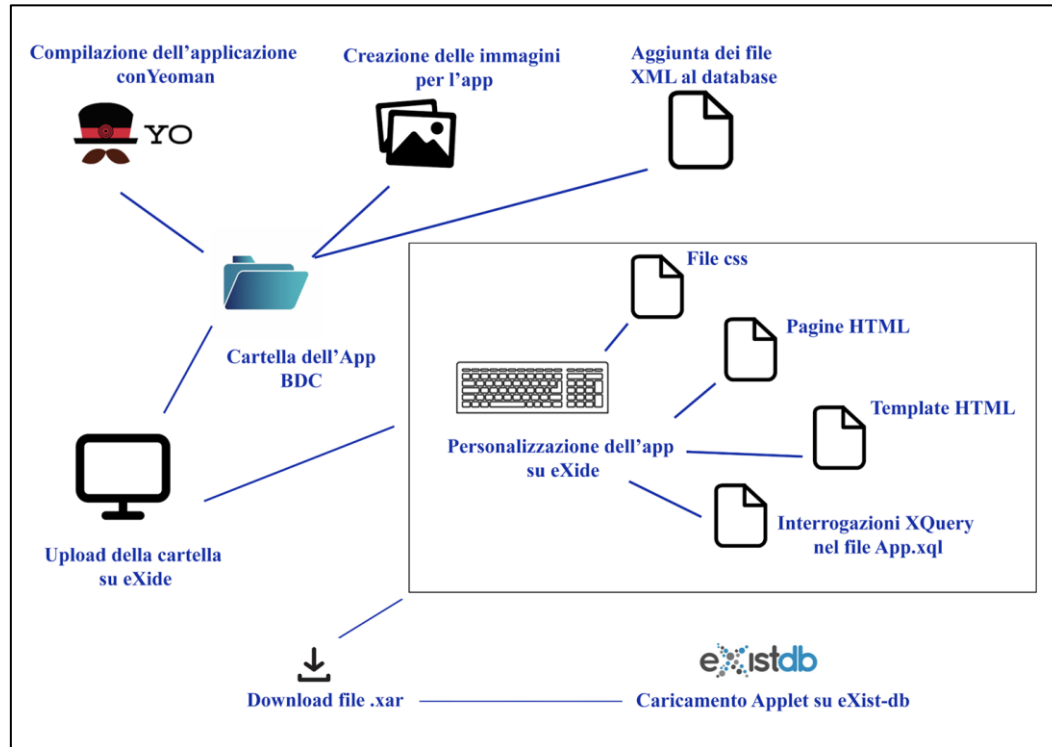 Compilazione dell'applicazione
conYeoman
YO
Creazione delle immagini
per l'app
Aggiunta dei file
XML al database
Cartella dell'App
BDC
File css
Pagine HTML
Template HTML
Personalizzazione dell'app
su eXide
Interrogazioni XQuery
nel file App.xql
Upload della cartella
su eXide
Download file .xar
eXistdb
Caricamento Applet su eXist-db